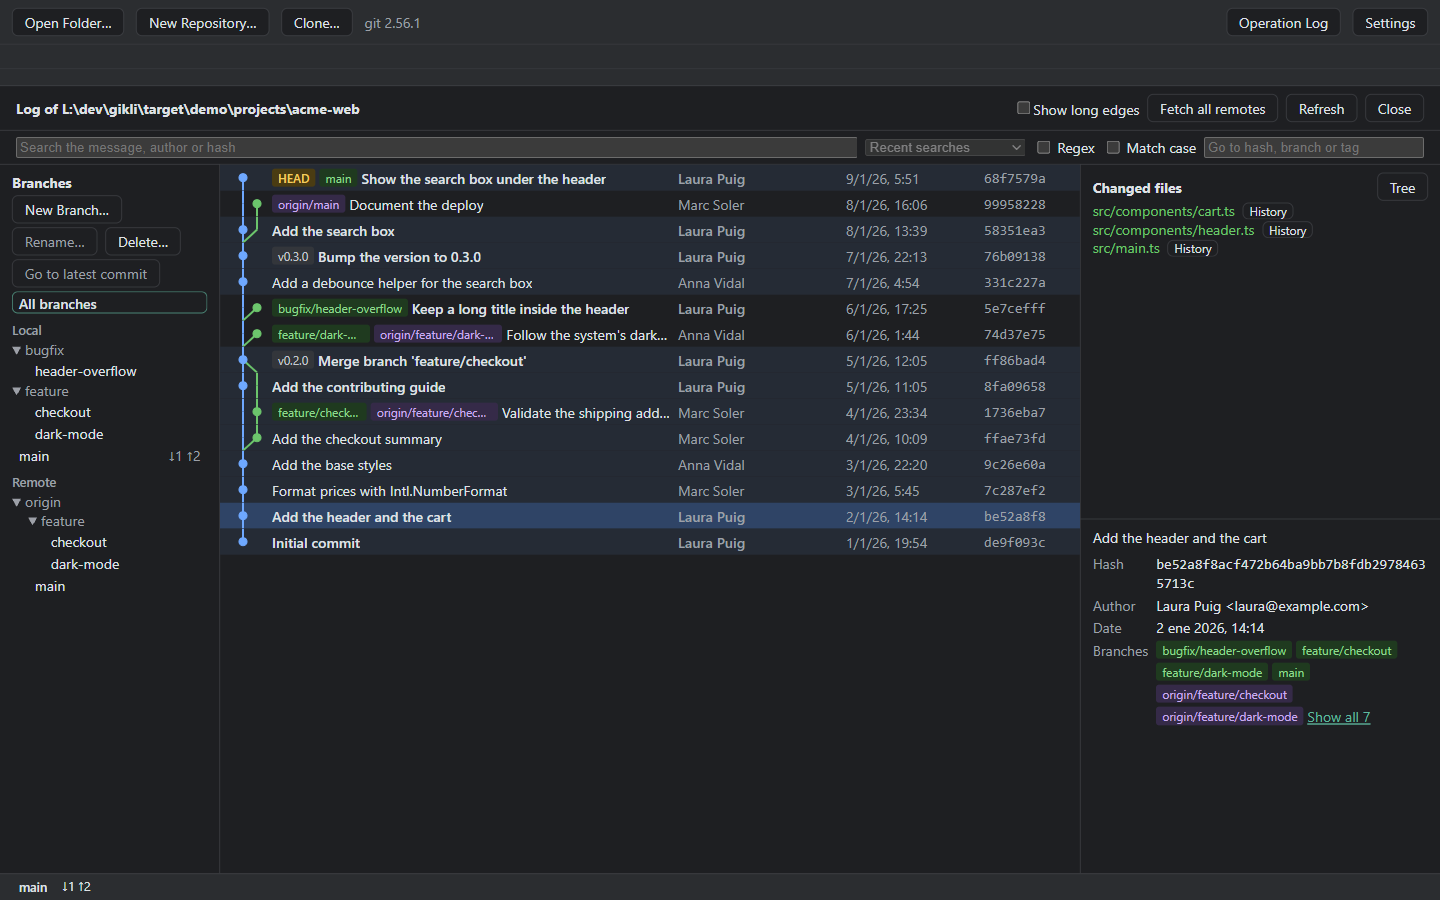 Open Folder... New Repository... Clone... git 2.56.1 Operation Log Settings
Log of L:\dev\gikli\target\demo\projects\acme-web Show long edges Fetch all remotes Refresh Close
Search the message, author or hash Recent searches Regex Match case Go to hash, branch or tag
Branches
New Branch...
Rename... Delete...
Go to latest commit
All branches
Local
bugfix
header-overflow
feature
checkout
dark-mode
main ↓1 ↑2
Remote
origin
feature
checkout
dark-mode
main
HEAD main Show the search box under the header Laura Puig 9/1/26, 5:51 68f7579a
origin/main Document the deploy Marc Soler 8/1/26, 16:06 99958228
Add the search box Laura Puig 8/1/26, 13:39 58351ea3
v0.3.0 Bump the version to 0.3.0 Laura Puig 7/1/26, 22:13 76b09138
Add a debounce helper for the search box Anna Vidal 7/1/26, 4:54 331c227a
bugfix/header-overflow Keep a long title inside the header Laura Puig 6/1/26, 17:25 5e7cefff
feature/dark-... origin/feature/dark-... Follow the system's dark... Anna Vidal 6/1/26, 1:44 74d37e75
v0.2.0 Merge branch 'feature/checkout' Laura Puig 5/1/26, 12:05 ff86bad4
Add the contributing guide Laura Puig 5/1/26, 11:05 8fa09658
feature/check... origin/feature/chec... Validate the shipping add... Marc Soler 4/1/26, 23:34 1736eba7
Add the checkout summary Marc Soler 4/1/26, 10:09 ffae73fd
Add the base styles Anna Vidal 3/1/26, 22:20 9c26e60a
Format prices with Intl.NumberFormat Marc Soler 3/1/26, 5:45 7c287ef2
Add the header and the cart Laura Puig 2/1/26, 14:14 be52a8f8
Initial commit Laura Puig 1/1/26, 19:54 de9f093c
Changed files Tree
src/components/cart.ts History
src/components/header.ts History
src/main.ts History
Add the header and the cart
Hash be52a8f8acf472b64ba9bb7b8fdb2978463
5713c
Author Laura Puig <laura@example.com>
Date 2 ene 2026, 14:14
Branches bugfix/header-overflow feature/checkout
feature/dark-mode main
origin/feature/checkout
origin/feature/dark-mode Show all 7
main ↓1 ↑2